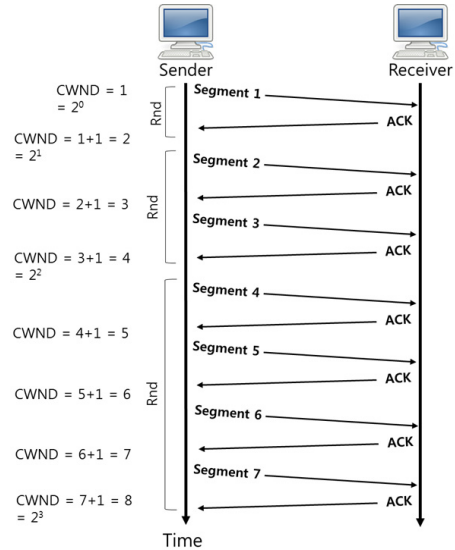 Sender
Receiver
CWND = 1
= 2⁰
Rnd
Segment 1
ACK
CWND = 1+1 = 2
= 2¹
Rnd
Segment 2
ACK
CWND = 2+1 = 3
Segment 3
ACK
CWND = 3+1 = 4
= 2²
Rnd
Segment 4
ACK
CWND = 4+1 = 5
Segment 5
ACK
CWND = 5+1 = 6
Segment 6
ACK
CWND = 6+1 = 7
Segment 7
ACK
CWND = 7+1 = 8
= 2³
Time